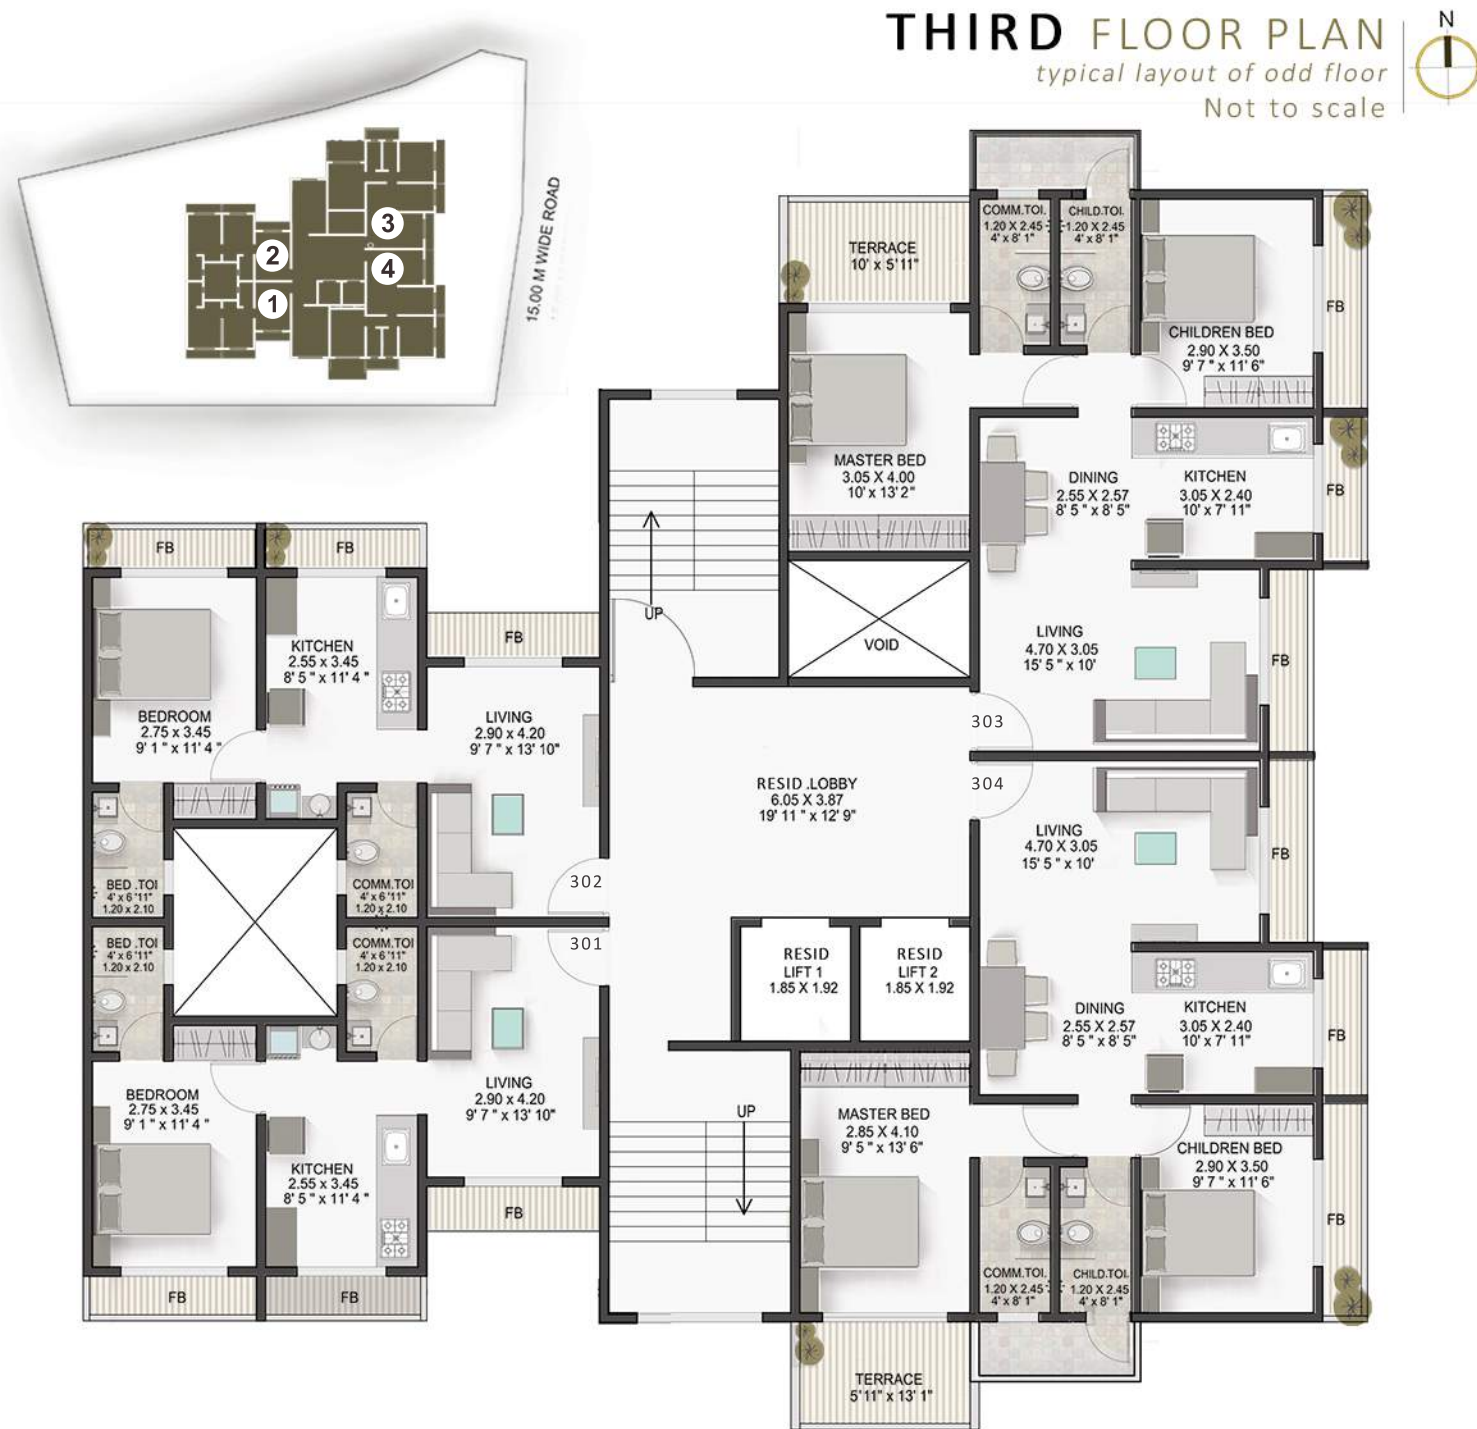 THIRD FLOOR PLAN
typical layout of odd floor
Not to scale
N
15.00 M WIDE ROAD
3
2
4
1
COMM.TOI.
1.20 X 2.45
4' x 8' 1"
CHILD.TOI.
1.20 X 2.45
4' x 8' 1"
TERRACE
10' x 5'11"
CHILDREN BED
2.90 X 3.50
9' 7 " x 11' 6"
FB
MASTER BED
3.05 X 4.00
10' x 13' 2"
DINING
2.55 X 2.57
8' 5 " x 8' 5"
KITCHEN
3.05 X 2.40
10' x 7' 11"
FB
FB
FB
UP
FB
VOID
LIVING
4.70 X 3.05
15' 5 " x 10'
FB
KITCHEN
2.55 x 3.45
8' 5 " x 11' 4 "
BEDROOM
2.75 x 3.45
9' 1 " x 11' 4 "
LIVING
2.90 x 4.20
9' 7 " x 13' 10"
303
RESID .LOBBY
6.05 X 3.87
19' 11 " x 12' 9"
304
LIVING
4.70 X 3.05
15' 5 " x 10'
FB
BED .TOI
4' x 6 '11"
1.20 x 2.10
COMM.TOI
4' x 6 '11"
1.20 x 2.10
302
301
BED .TOI
4' x 6 '11"
1.20 x 2.10
COMM.TOI
4' x 6 '11"
1.20 x 2.10
RESID
LIFT 1
1.85 X 1.92
RESID
LIFT 2
1.85 X 1.92
DINING
2.55 X 2.57
8' 5 " x 8' 5"
KITCHEN
3.05 X 2.40
10' x 7' 11"
FB
BEDROOM
2.75 x 3.45
9' 1 " x 11' 4 "
LIVING
2.90 x 4.20
9' 7 " x 13' 10"
UP
MASTER BED
2.85 X 4.10
9' 5 " x 13' 6"
CHILDREN BED
2.90 X 3.50
9' 7 " x 11' 6"
KITCHEN
2.55 x 3.45
8' 5 " x 11' 4 "
FB
FB
COMM.TOI.
1.20 X 2.45
4' x 8' 1"
CHILD.TOI.
1.20 X 2.45
4' x 8' 1"
FB
FB
TERRACE
5'11" x 13' 1"